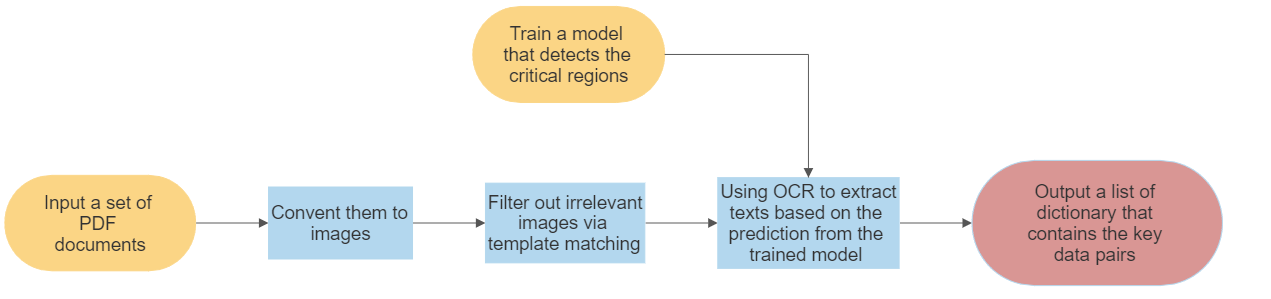 Train a model
that detects the
critical regions
Input a set of
PDF
documents
Convent them to
images
Filter out irrelevant
images via
template matching
Using OCR to extract
texts based on the
prediction from the
trained model
Output a list of
dictionary that
contains the key
data pairs